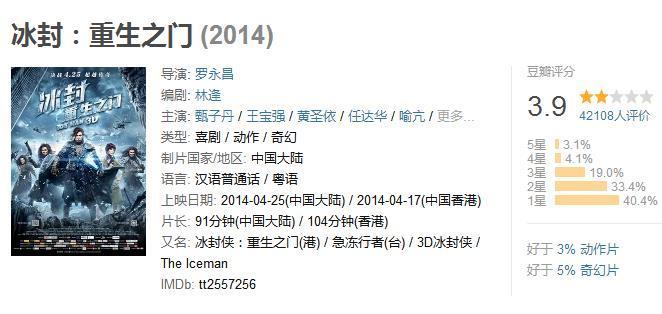 冰封：重生之门 (2014)
决战 4.25 超越传奇
冰封
重生之门
ICEMAN 3D
导演: 罗永昌
编剧: 林逢
主演: 甄子丹 / 王宝强 / 黄圣依 / 任达华 / 喻亢 / 更多...
类型: 喜剧 / 动作 / 奇幻
制片国家/地区: 中国大陆
语言: 汉语普通话 / 粤语
上映日期: 2014-04-25(中国大陆) / 2014-04-17(中国香港)
片长: 91分钟(中国大陆) / 104分钟(香港)
又名: 冰封侠：重生之门(港) / 急冻行者(台) / 3D冰封侠 /
The Iceman
IMDb: tt2557256
豆瓣评分
3.9
42108人评价
5星 3.1%
4星 4.1%
3星 19.0%
2星 33.4%
1星 40.4%
好于 3% 动作片
好于 5% 奇幻片